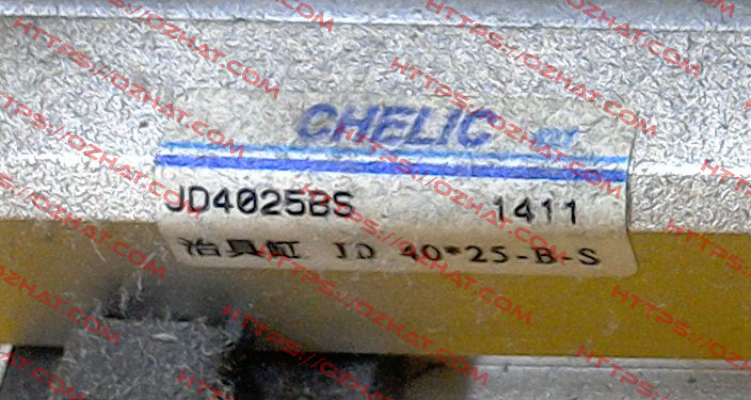 CHELIC
JD4025BS 1411
治具缸 JD 40*25-B-S
HTTPS://OZHAT.COM